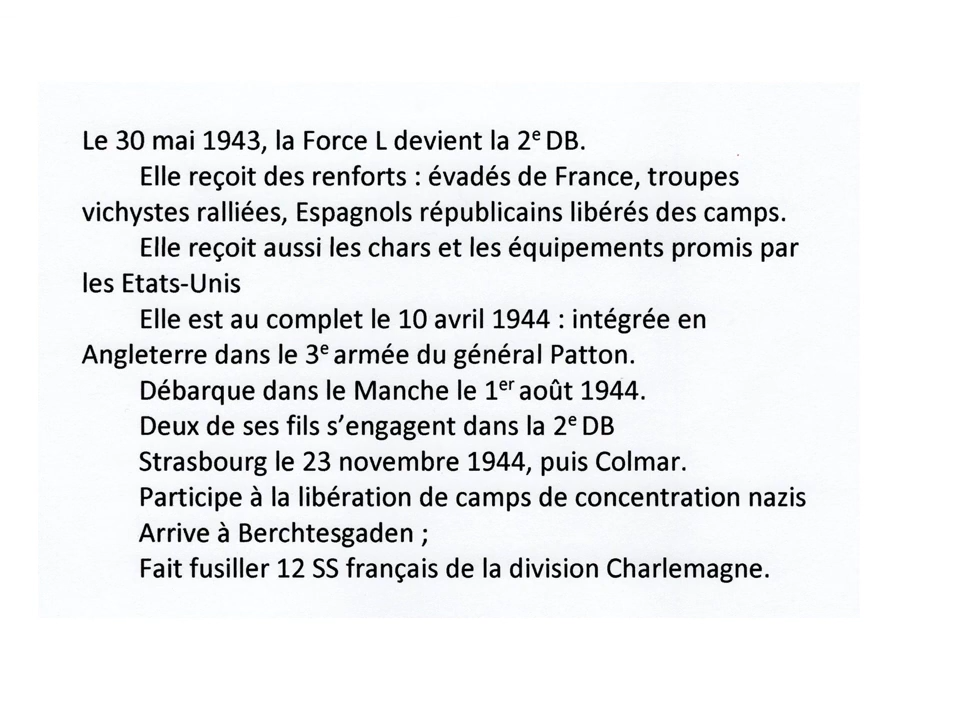 Le 30 mai 1943, la Force L devient la 2e DB.
Elle reçoit des renforts : évadés de France, troupes
vichystes ralliées, Espagnols républicains libérés des camps.
Elle reçoit aussi les chars et les équipements promis par
les Etats-Unis
Elle est au complet le 10 avril 1944 : intégrée en
Angleterre dans le 3e armée du général Patton.
Débarque dans le Manche le 1er août 1944.
Deux de ses fils s’engagent dans la 2e DB
Strasbourg le 23 novembre 1944, puis Colmar.
Participe à la libération de camps de concentration nazis
Arrive à Berchtesgaden ;
Fait fusiller 12 SS français de la division Charlemagne.